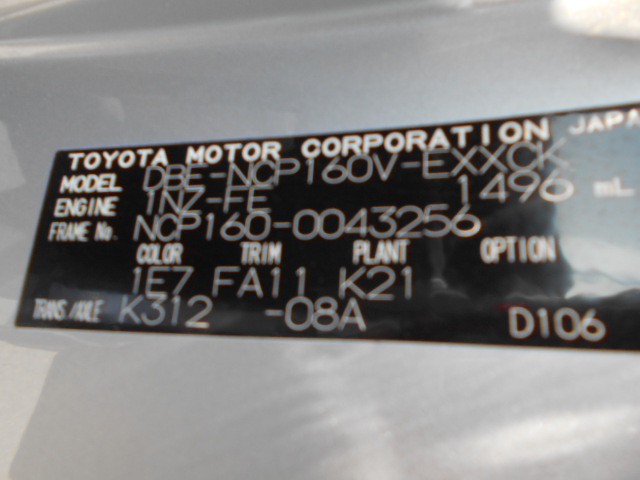 TOYOTA MOTOR CORPORATION JAPA
MODEL DBE-NCP160V-EXXCK
ENGINE 1NZ-FE 1496 mL
FRAME No. NCP160-0043256
COLOR TRIM PLANT OPTION
1E7 FA11 K21
TRANS./AXLE K312 -08A
D106